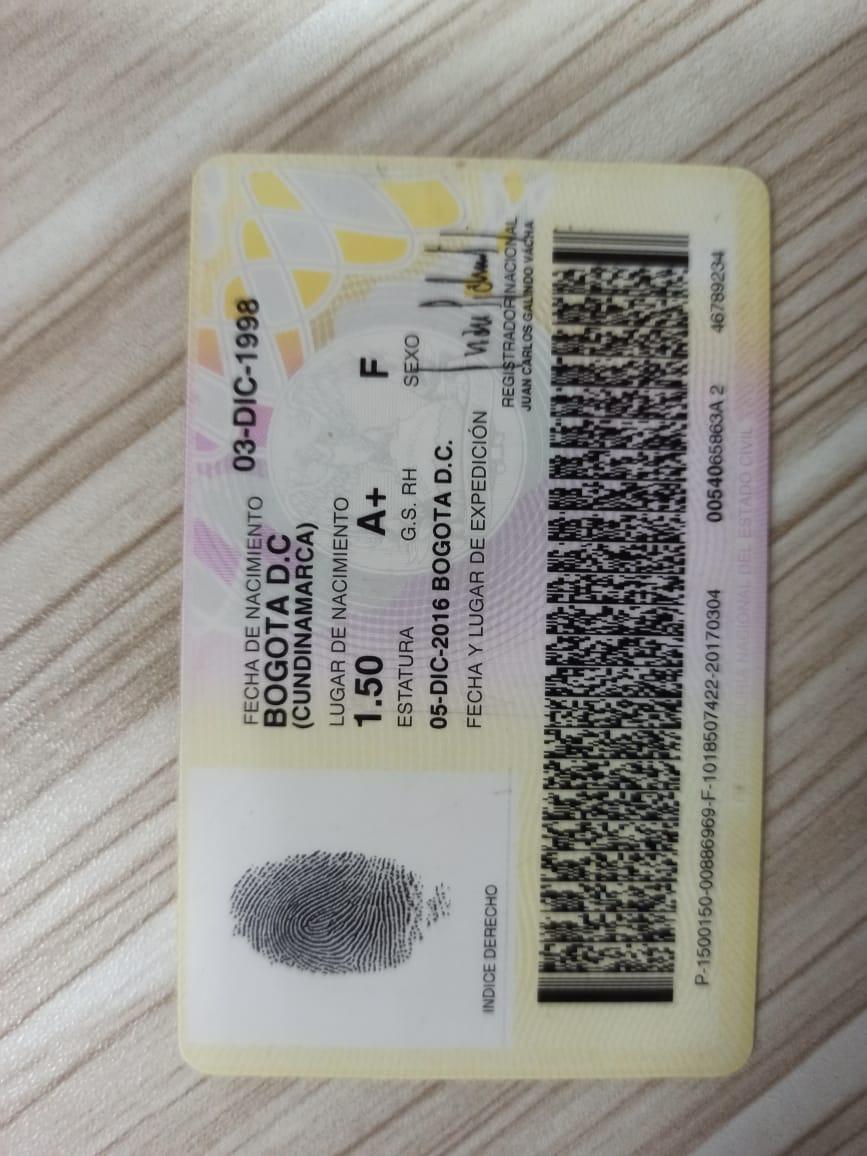 FECHA DE NACIMIENTO 03-DIC-1998
BOGOTA D.C
(CUNDINAMARCA)
LUGAR DE NACIMIENTO
1.50 A+ F
ESTATURA G.S. RH SEXO
05-DIC-2016 BOGOTA D.C.
FECHA Y LUGAR DE EXPEDICIÓN
REGISTRADOR NACIONAL
JUAN CARLOS GALINDO VÁCHA
INDICE DERECHO
P-1500150-00886969-F-1018507422-20170304 0054065863A 2 46789234
NACIONAL DEL ESTADO CIVIL